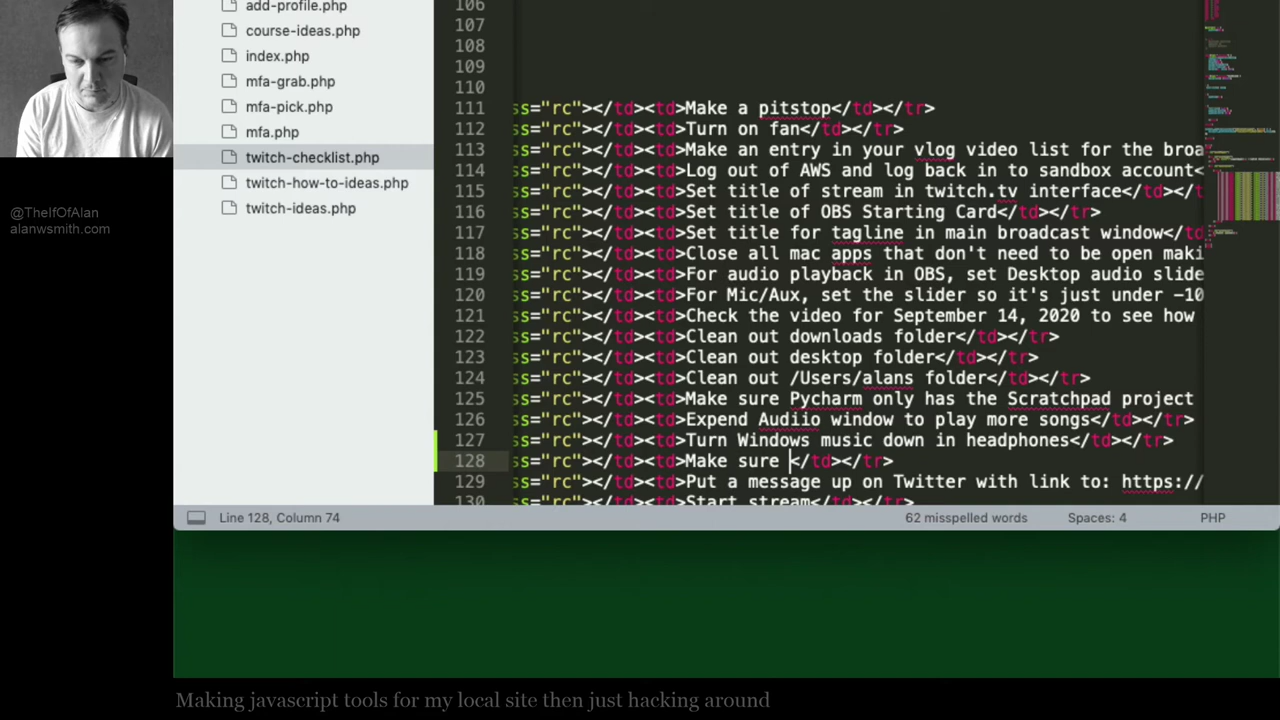 add-profile.php
course-ideas.php
index.php
mfa-grab.php
mfa-pick.php
mfa.php
twitch-checklist.php
twitch-how-to-ideas.php
twitch-ideas.php
@TheIfOfAlan
alanwsmith.com
106
107
108
109
110
111 ss="rc"></td><td>Make a pitstop</td></tr>
112 ss="rc"></td><td>Turn on fan</td></tr>
113 ss="rc"></td><td>Make an entry in your vlog video list for the broa
114 ss="rc"></td><td>Log out of AWS and log back in to sandbox account<
115 ss="rc"></td><td>Set title of stream in twitch.tv interface</td></t
116 ss="rc"></td><td>Set title of OBS Starting Card</td></tr>
117 ss="rc"></td><td>Set title for tagline in main broadcast window</td
118 ss="rc"></td><td>Close all mac apps that don't need to be open maki
119 ss="rc"></td><td>For audio playback in OBS, set Desktop audio slide
120 ss="rc"></td><td>For Mic/Aux, set the slider so it's just under -10
121 ss="rc"></td><td>Check the video for September 14, 2020 to see how
122 ss="rc"></td><td>Clean out downloads folder</td></tr>
123 ss="rc"></td><td>Clean out desktop folder</td></tr>
124 ss="rc"></td><td>Clean out /Users/alans folder</td></tr>
125 ss="rc"></td><td>Make sure Pycharm only has the Scratchpad project
126 ss="rc"></td><td>Expend Audiio window to play more songs</td></tr>
127 ss="rc"></td><td>Turn Windows music down in headphones</td></tr>
128 ss="rc"></td><td>Make sure </td></tr>
129 ss="rc"></td><td>Put a message up on Twitter with link to: https:/
130 ss="rc"></td><td>Start stream</td></tr>
Line 128, Column 74
62 misspelled words
Spaces: 4
PHP
Making javascript tools for my local site then just hacking around